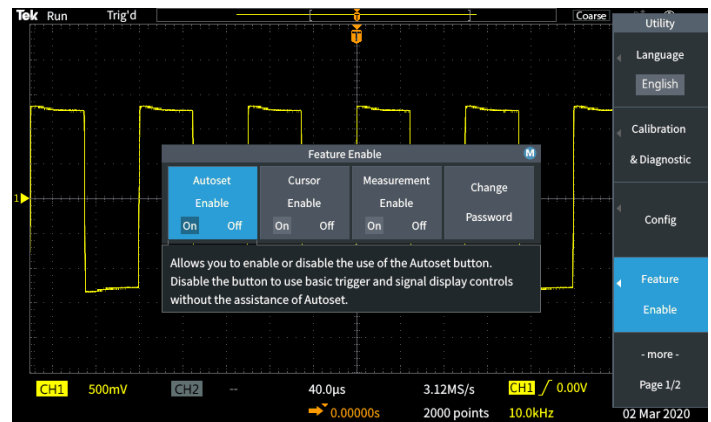 Tek Run Trig'd Coarse
T
T
Utility
Language
English
Calibration
& Diagnostic
Config
Feature
Enable
- more -
Page 1/2
Feature Enable M
Autoset
Enable
On Off
Cursor
Enable
On Off
Measurement
Enable
On Off
Change
Password
Allows you to enable or disable the use of the Autoset button.
Disable the button to use basic trigger and signal display controls
without the assistance of Autoset.
1
CH1 500mV CH2 -- 40.0µs 3.12MS/s CH1 0.00V
0.00000s 2000 points 10.0kHz 02 Mar 2020